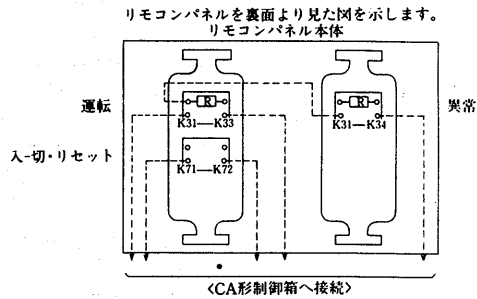 リモコンパネルを裏面より見た図を示します。
リモコンパネル本体
運転
R
K31—K33
R
K31—K34
異常
入-切・リセット
K71—K72
<CA形制御箱へ接続>